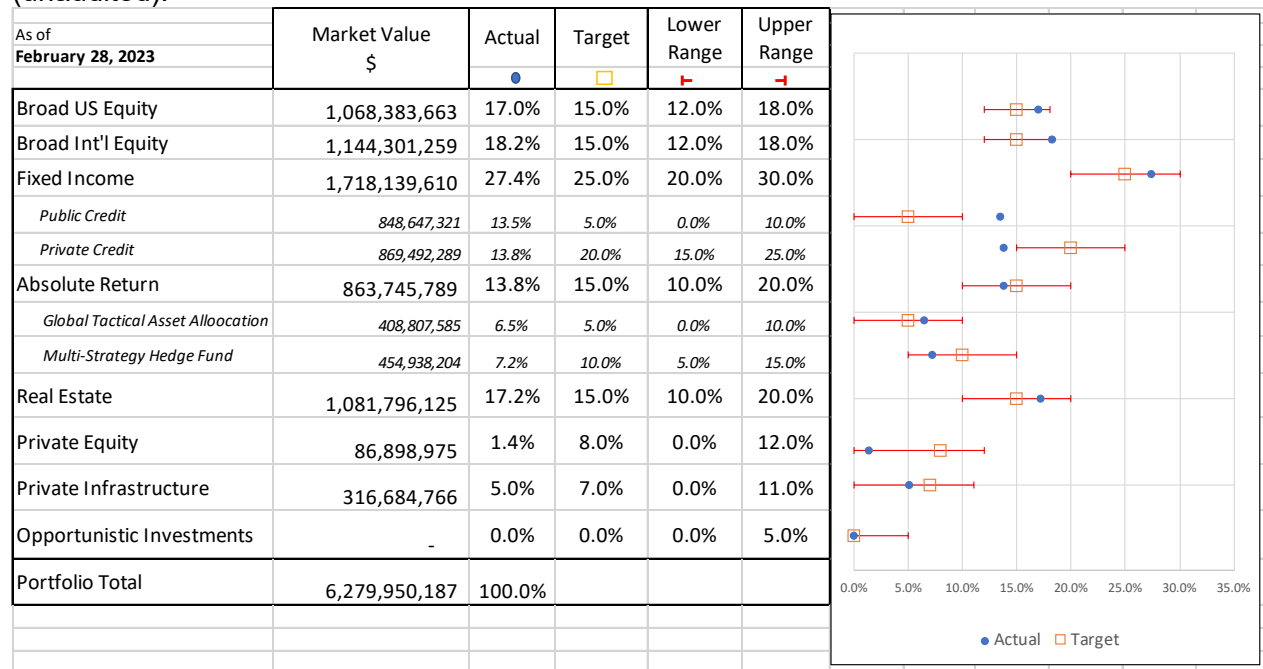 (unaudited).
As of
February 28, 2023
Market Value
$
Actual
Target
Lower
Range
Upper
Range
Broad US Equity 1,068,383,663 17.0% 15.0% 12.0% 18.0%
Broad Int'l Equity 1,144,301,259 18.2% 15.0% 12.0% 18.0%
Fixed Income 1,718,139,610 27.4% 25.0% 20.0% 30.0%
Public Credit 848,647,321 13.5% 5.0% 0.0% 10.0%
Private Credit 869,492,289 13.8% 20.0% 15.0% 25.0%
Absolute Return 863,745,789 13.8% 15.0% 10.0% 20.0%
Global Tactical Asset Alloocation 408,807,585 6.5% 5.0% 0.0% 10.0%
Multi-Strategy Hedge Fund 454,938,204 7.2% 10.0% 5.0% 15.0%
Real Estate 1,081,796,125 17.2% 15.0% 10.0% 20.0%
Private Equity 86,898,975 1.4% 8.0% 0.0% 12.0%
Private Infrastructure 316,684,766 5.0% 7.0% 0.0% 11.0%
Opportunistic Investments - 0.0% 0.0% 0.0% 5.0%
Portfolio Total 6,279,950,187 100.0%
0.0% 5.0% 10.0% 15.0% 20.0% 25.0% 30.0% 35.0%
Actual Target